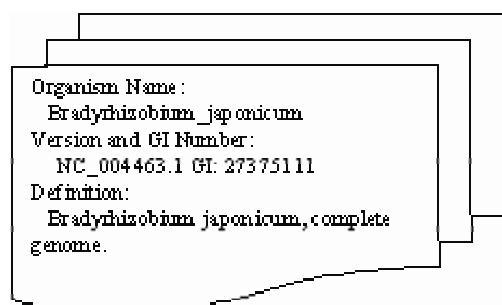 Organism Name:
Bradyrhizobium_japonicum
Version and GI Number:
NC_004463.1 GI: 27375111
Definition:
Bradyrhizobium japonicum, complete
genome.